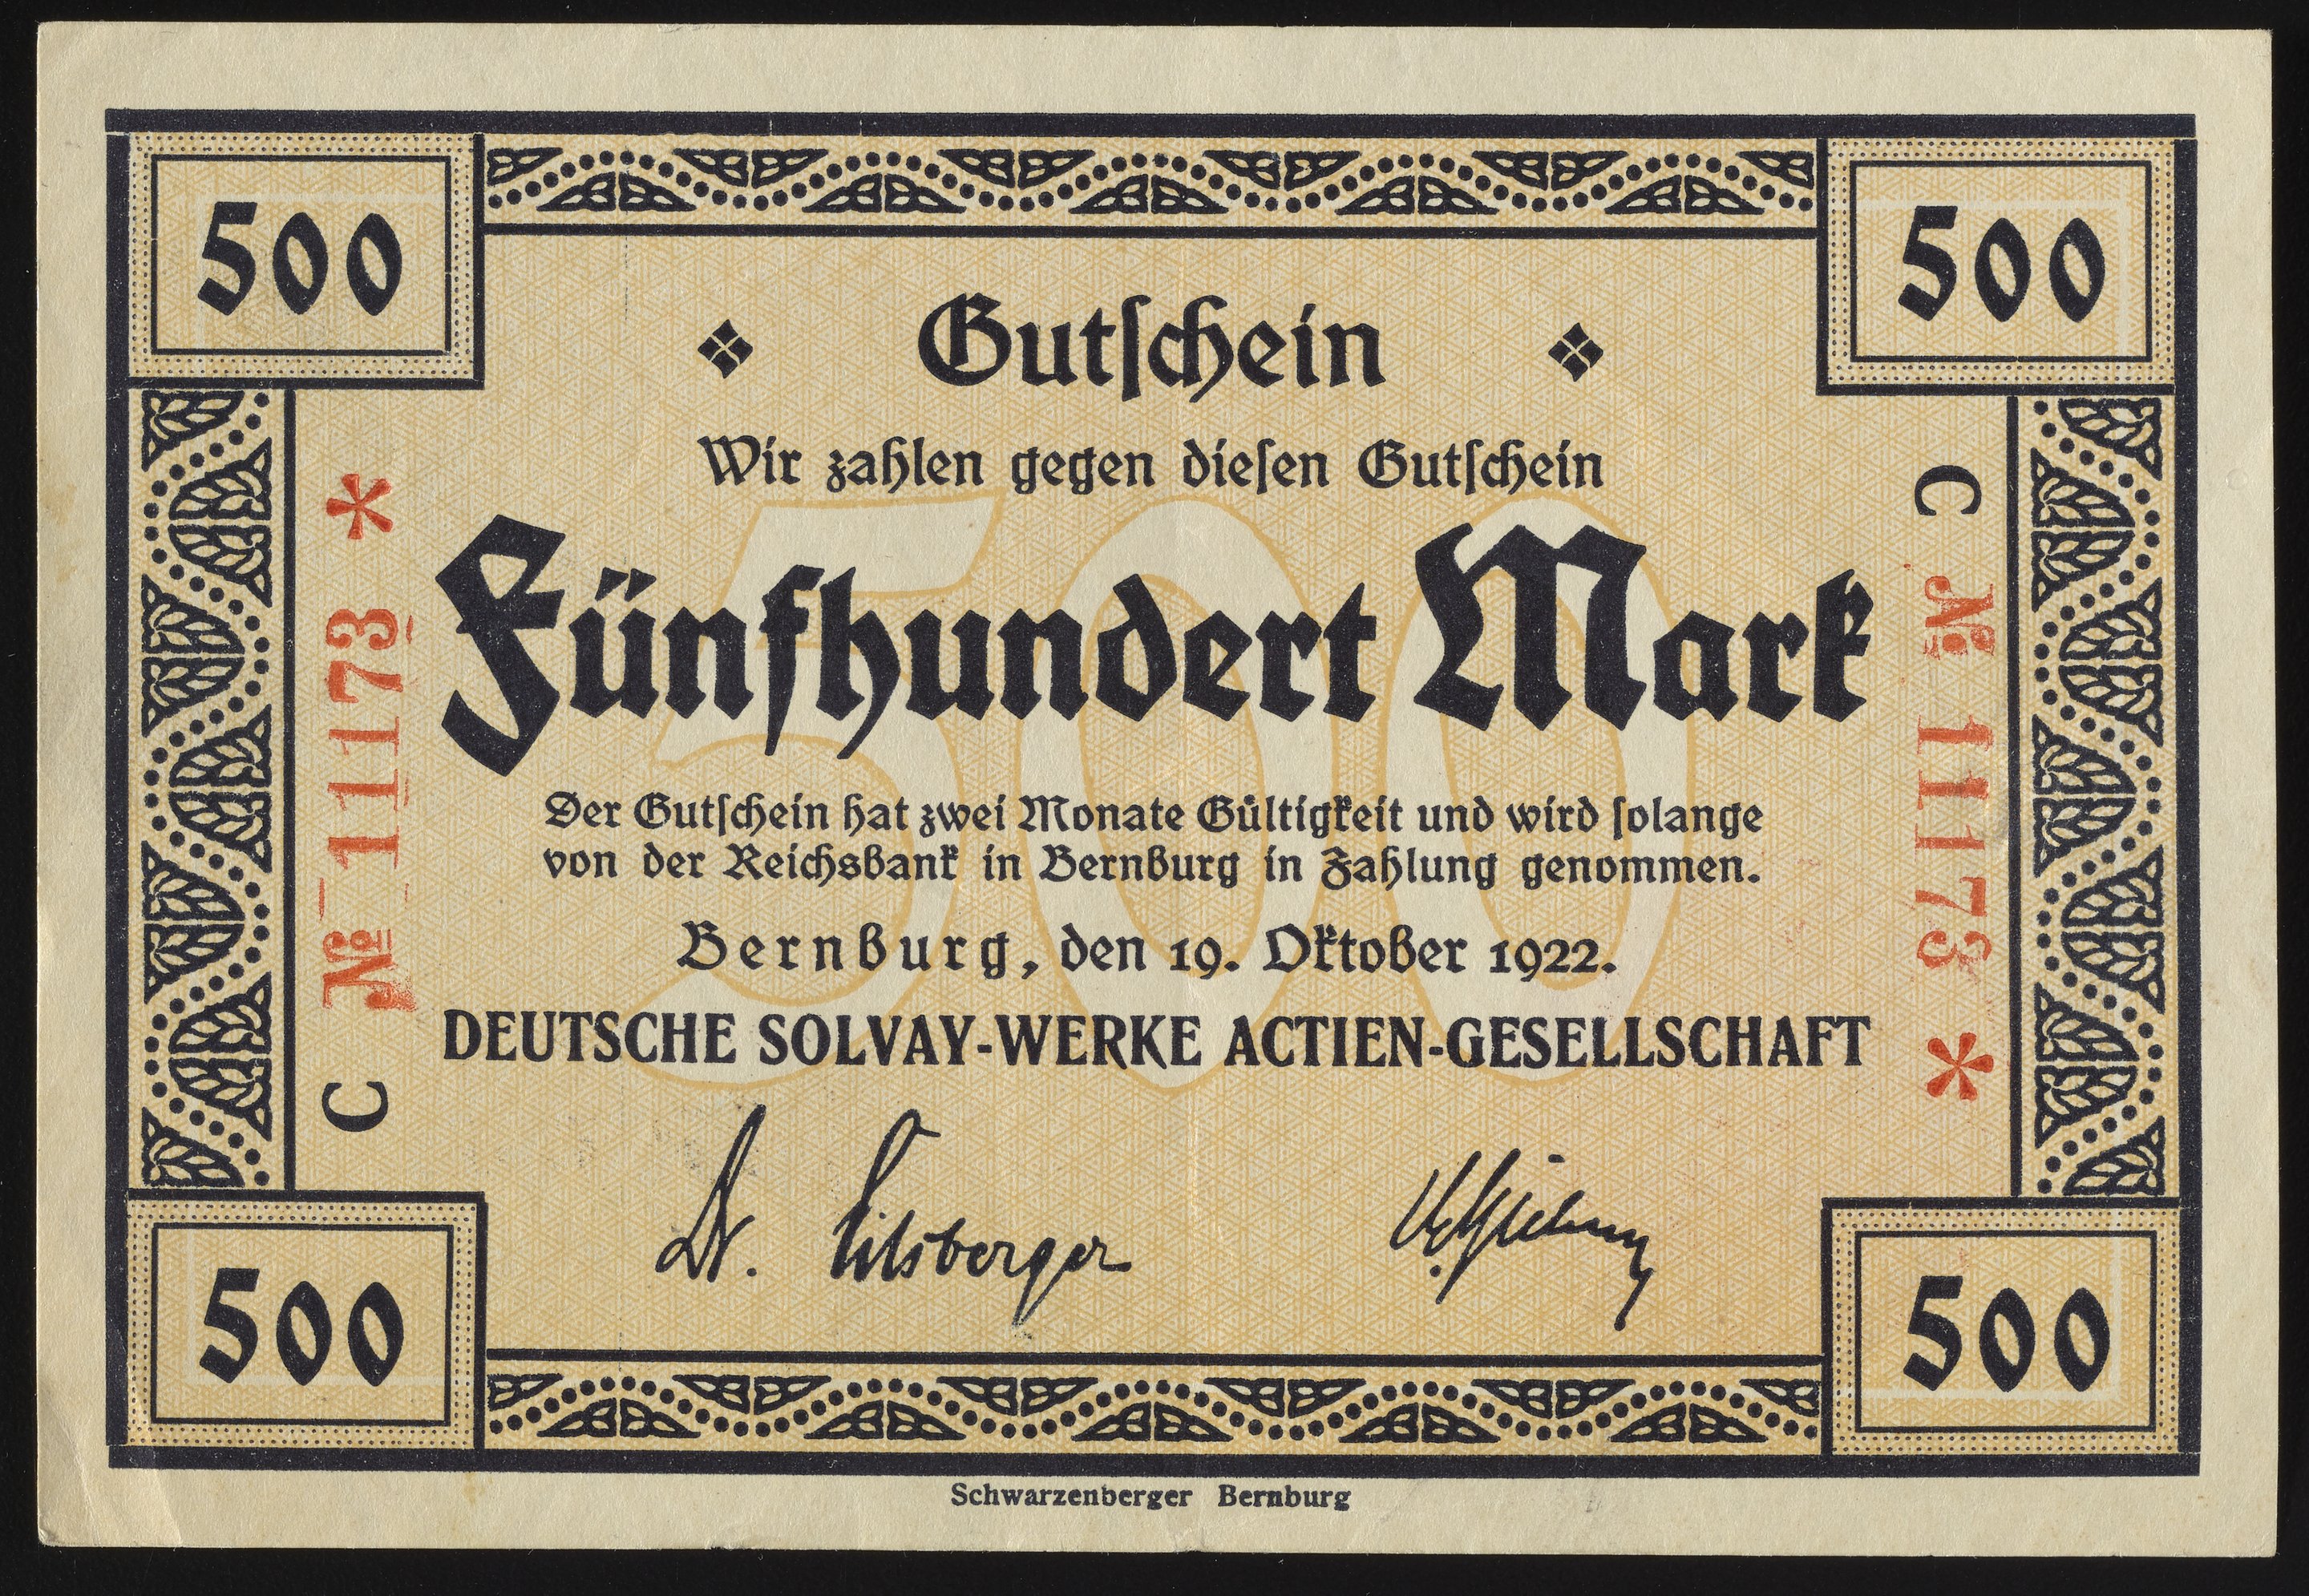 500
500
Gutschein
Wir zahlen gegen diesen Gutschein
Fünfhundert Mark
Der Gutschein hat zwei Monate Gültigkeit und wird solange
von der Reichsbank in Bernburg in Zahlung genommen.
Bernburg, den 19. Oktober 1922.
DEUTSCHE SOLVAY-WERKE ACTIEN-GESELLSCHAFT
C № 11173 *
C № 11173 *
500
Dr.
500
500
Schwarzenberger Bernburg